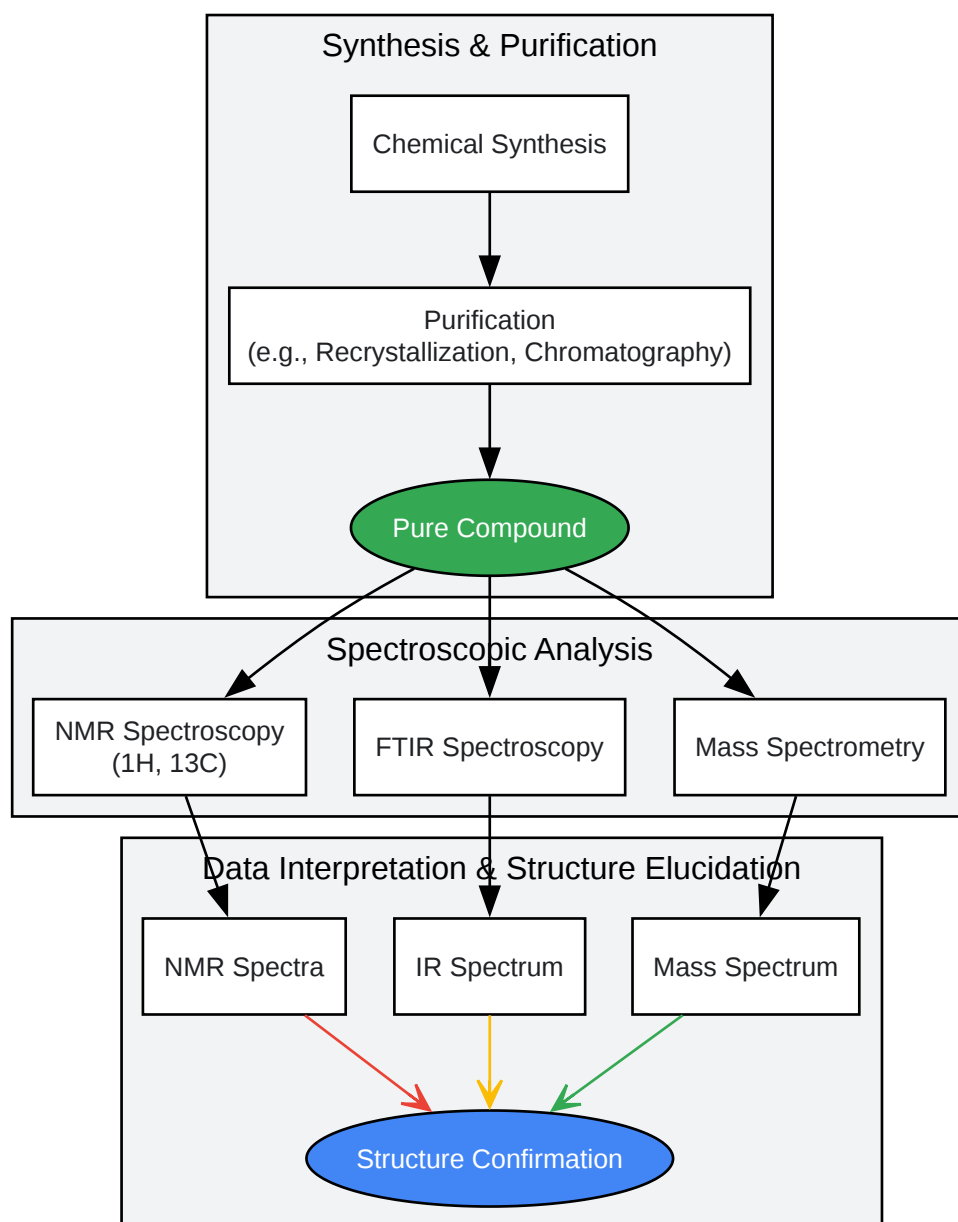 Synthesis & Purification
Chemical Synthesis
Purification
(e.g., Recrystallization, Chromatography)
Pure Compound
Spectroscopic Analysis
NMR Spectroscopy
(1H, 13C)
FTIR Spectroscopy
Mass Spectrometry
Data Interpretation & Structure Elucidation
NMR Spectra
IR Spectrum
Mass Spectrum
Structure Confirmation